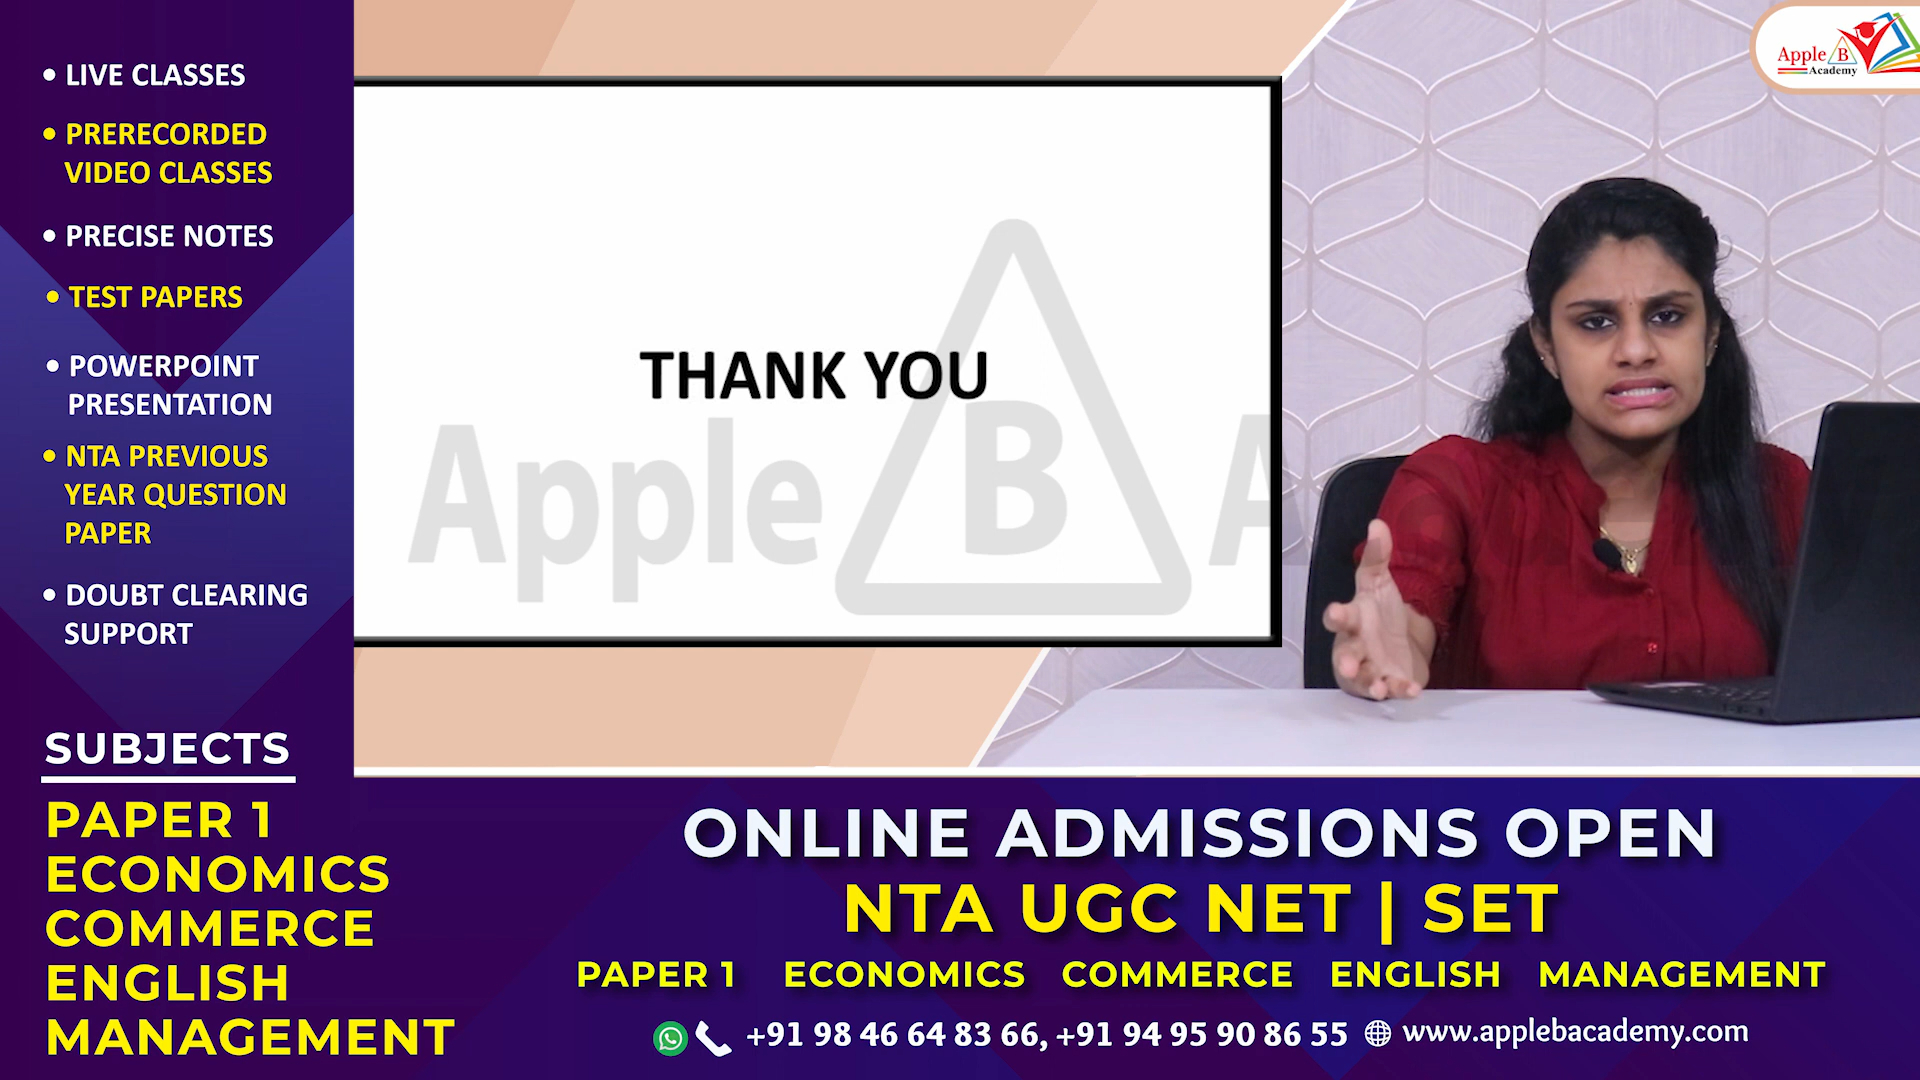 • LIVE CLASSES
• PRERECORDED
VIDEO CLASSES
• PRECISE NOTES
• TEST PAPERS
• POWERPOINT
PRESENTATION
• NTA PREVIOUS
YEAR QUESTION
PAPER
• DOUBT CLEARING
SUPPORT
SUBJECTS
PAPER 1
ECONOMICS
COMMERCE
ENGLISH
MANAGEMENT
THANK YOU
Apple B A
Apple B
Academy
ONLINE ADMISSIONS OPEN
NTA UGC NET | SET
PAPER 1 ECONOMICS COMMERCE ENGLISH MANAGEMENT
+91 98 46 64 83 66, +91 94 95 90 86 55 www.applebacademy.com